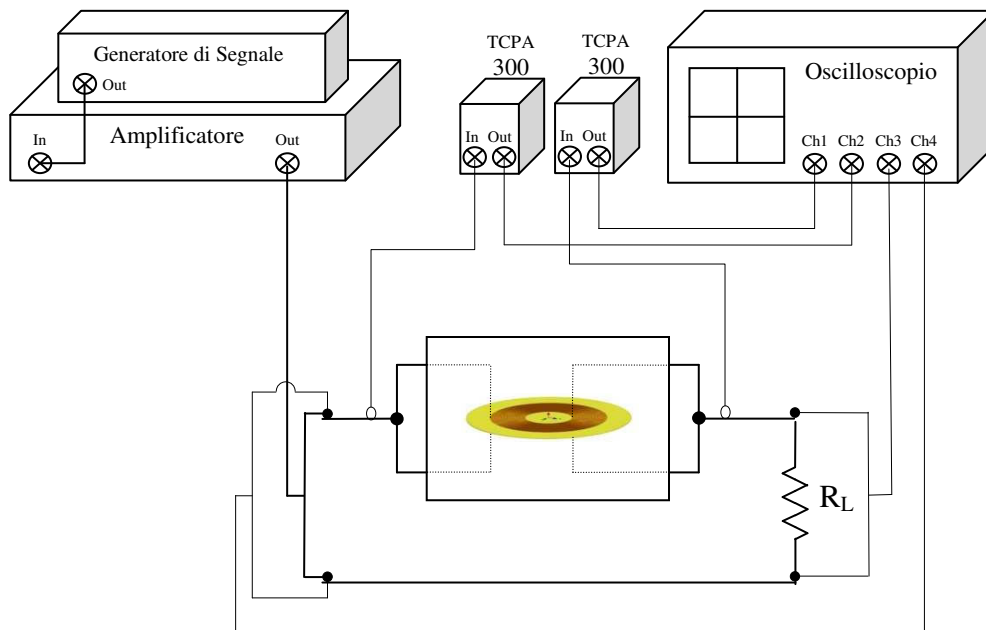 Generatore di Segnale
Out
Amplificatore
In
Out
TCPA
300
In Out
TCPA
300
In Out
Oscilloscopio
Ch1 Ch2 Ch3 Ch4
RL